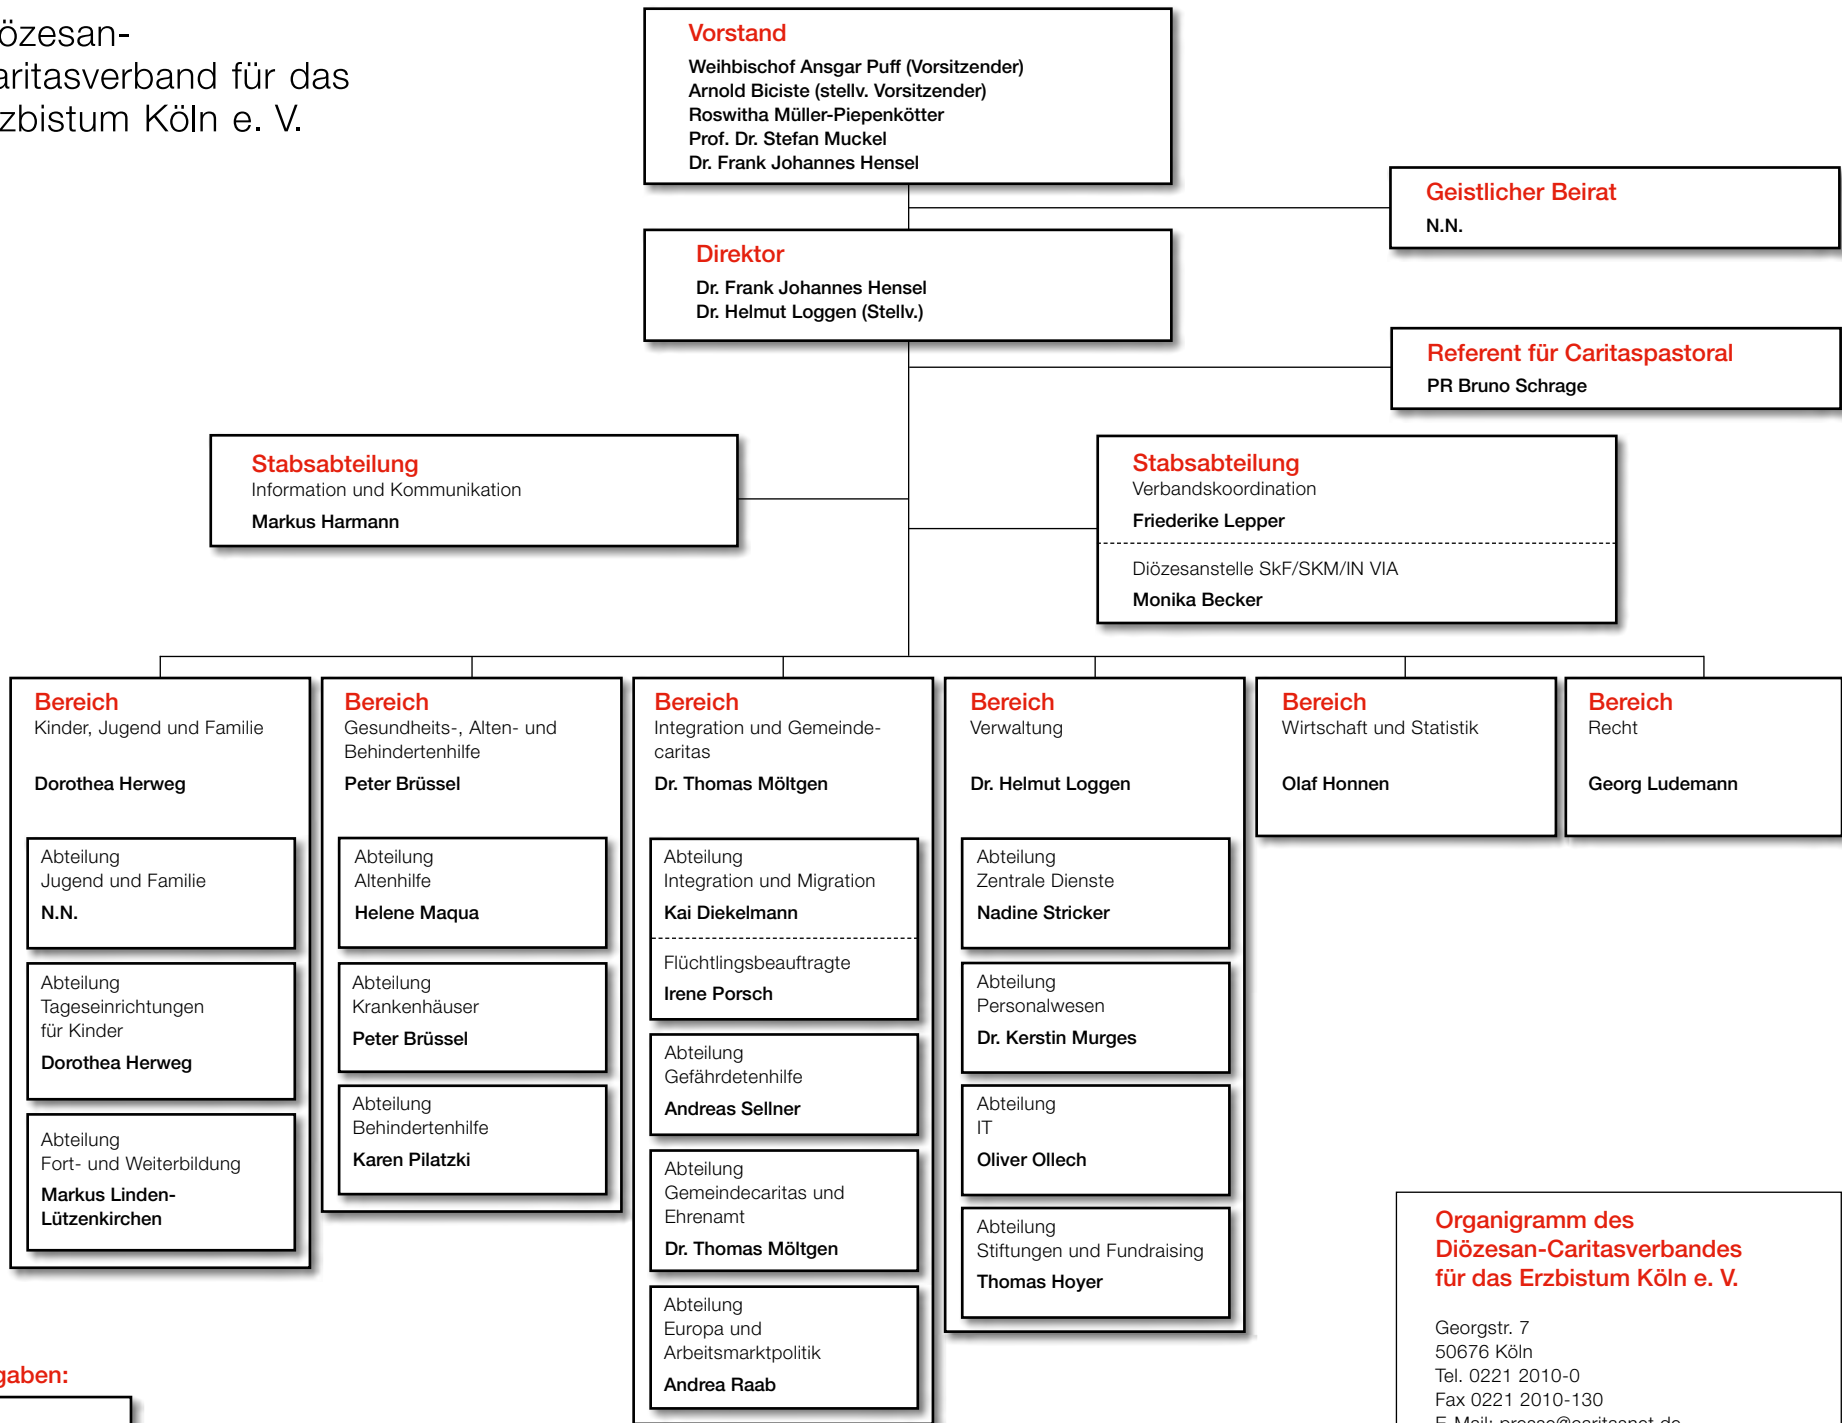 özesan-
aritasverband für das
zbistum Köln e. V.
Vorstand
Weihbischof Ansgar Puff (Vorsitzender)
Arnold Biciste (stellv. Vorsitzender)
Roswitha Müller-Piepenkötter
Prof. Dr. Stefan Muckel
Dr. Frank Johannes Hensel
Geistlicher Beirat
N.N.
Direktor
Dr. Frank Johannes Hensel
Dr. Helmut Loggen (Stellv.)
Referent für Caritaspastoral
PR Bruno Schrage
Stabsabteilung
Information und Kommunikation
Markus Harmann
Stabsabteilung
Verbandskoordination
Friederike Lepper
Diözesanstelle SkF/SKM/IN VIA
Monika Becker
Bereich
Kinder, Jugend und Familie
Dorothea Herweg
Abteilung
Jugend und Familie
N.N.
Abteilung
Tageseinrichtungen
für Kinder
Dorothea Herweg
Abteilung
Fort- und Weiterbildung
Markus Linden-
Lützenkirchen
Bereich
Gesundheits-, Alten- und
Behindertenhilfe
Peter Brüssel
Abteilung
Altenhilfe
Helene Maqua
Abteilung
Krankenhäuser
Peter Brüssel
Abteilung
Behindertenhilfe
Karen Pilatzki
Bereich
Integration und Gemeinde-
caritas
Dr. Thomas Möltgen
Abteilung
Integration und Migration
Kai Diekelmann
Flüchtlingsbeauftragte
Irene Porsch
Abteilung
Gefährdetenhilfe
Andreas Sellner
Abteilung
Gemeindecaritas und
Ehrenamt
Dr. Thomas Möltgen
Abteilung
Europa und
Arbeitsmarktpolitik
Andrea Raab
Bereich
Verwaltung
Dr. Helmut Loggen
Abteilung
Zentrale Dienste
Nadine Stricker
Abteilung
Personalwesen
Dr. Kerstin Murges
Abteilung
IT
Oliver Ollech
Abteilung
Stiftungen und Fundraising
Thomas Hoyer
Bereich
Wirtschaft und Statistik
Olaf Honnen
Bereich
Recht
Georg Ludemann
gaben:
Organigramm des
Diözesan-Caritasverbandes
für das Erzbistum Köln e. V.
Georgstr. 7
50676 Köln
Tel. 0221 2010-0
Fax 0221 2010-130
E-Mail: presse@caritasnet.de